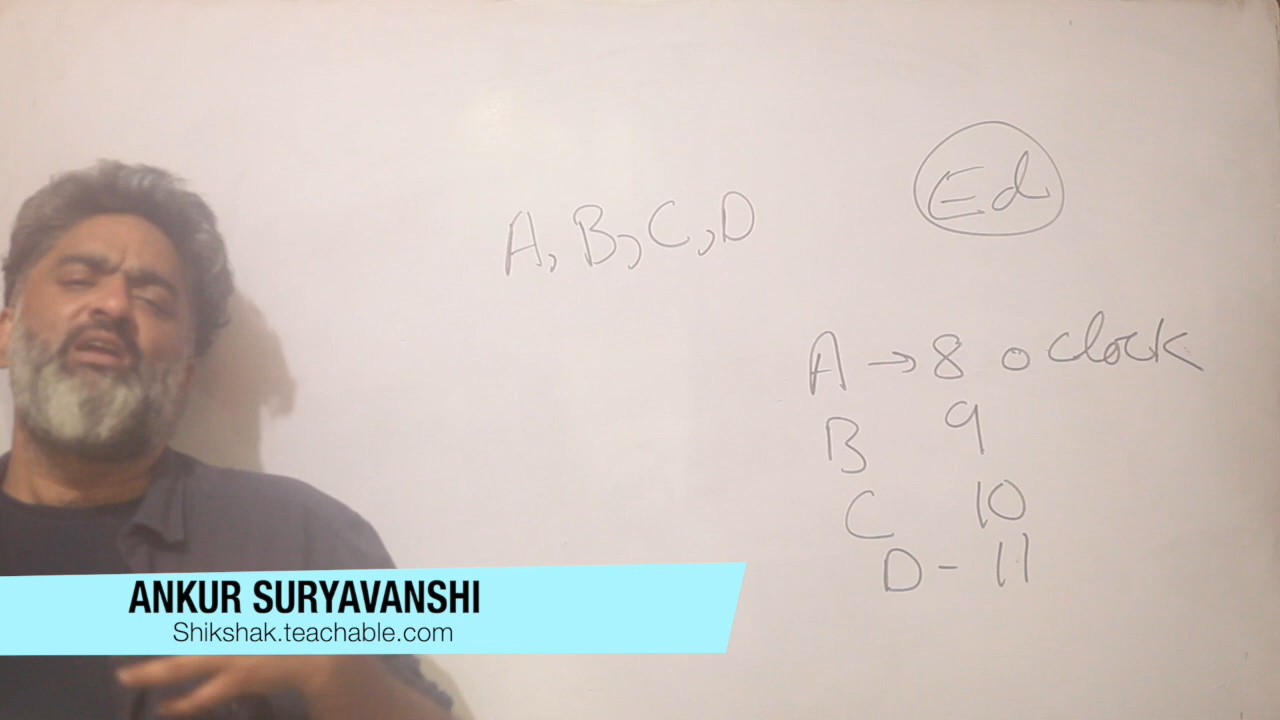 Ed
A, B, C, D
A → 8 o clock
B 9
C 10
D - 11
ANKUR SURYAVANSHI
Shikshak.teachable.com